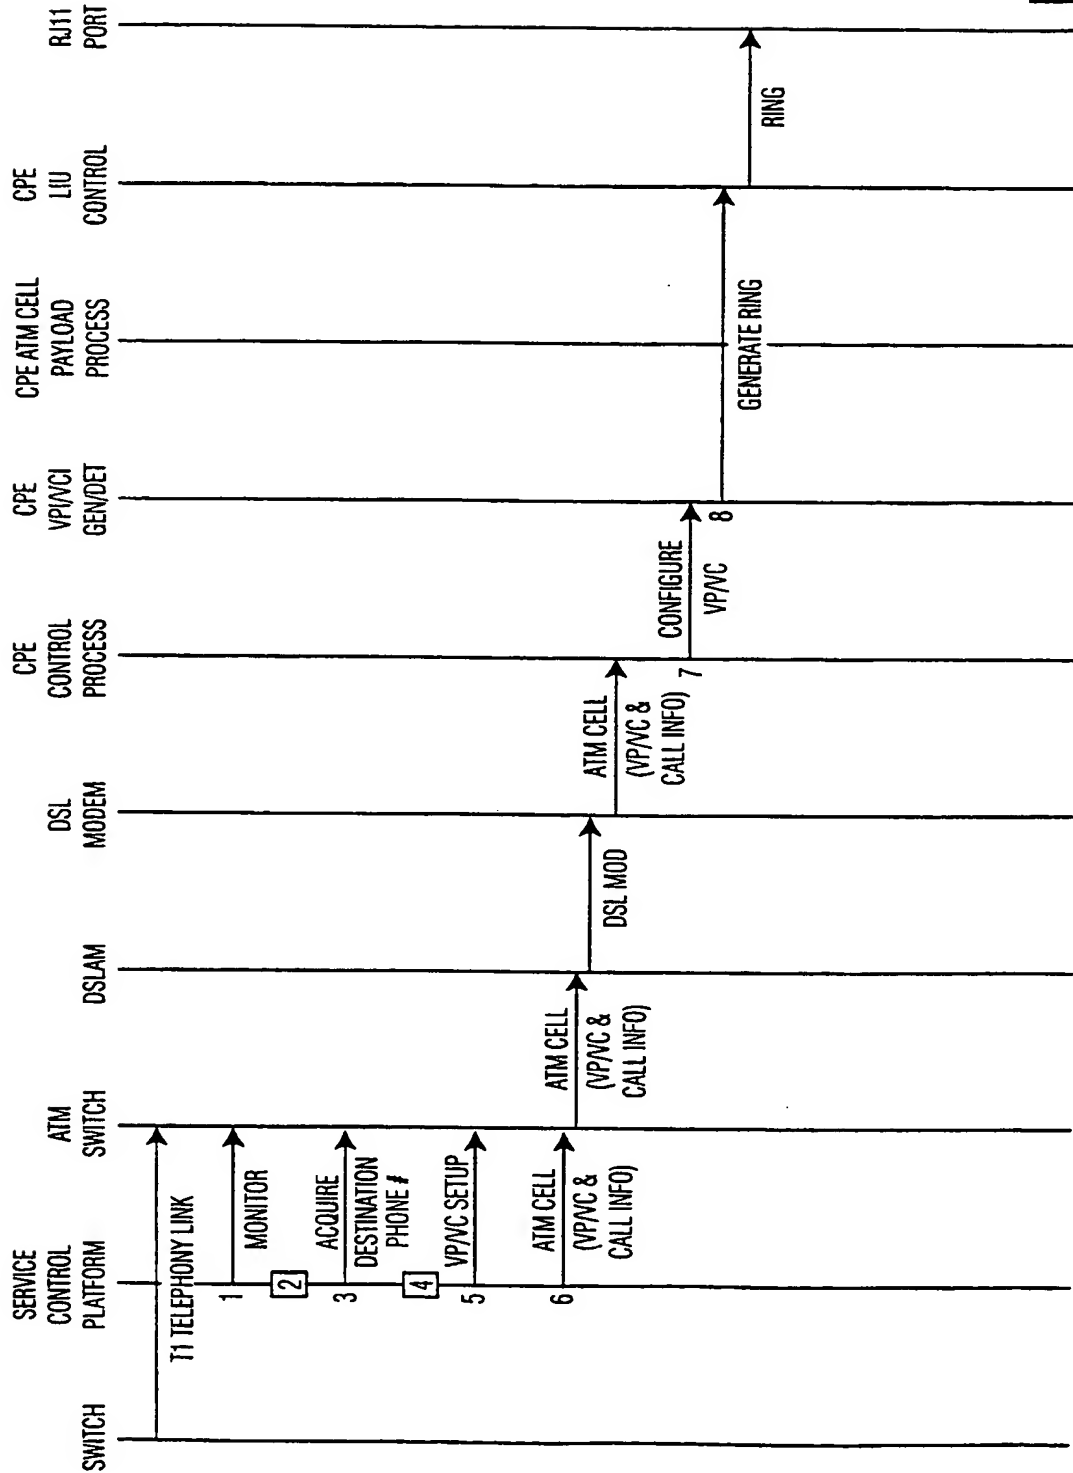 SWITCH
SERVICE
CONTROL
PLATFORM
ATM
SWITCH
DSLAM
DSL
MODEM
CPE
CONTROL
PROCESS
CPE
VPI/VCI
GEN/DET
CPE ATM CELL
PAYLOAD
PROCESS
CPE
LIU
CONTROL
RJ11
PORT
T1 TELEPHONY LINK
1
MONITOR
2
3
ACQUIRE
DESTINATION
PHONE #
4
5
VP/VC SETUP
6
ATM CELL
(VP/VC &
CALL INFO)
ATM CELL
(VP/VC &
CALL INFO)
DSL MOD
ATM CELL
(VP/VC &
CALL INFO)
7
CONFIGURE
VP/VC
8
GENERATE RING
RING